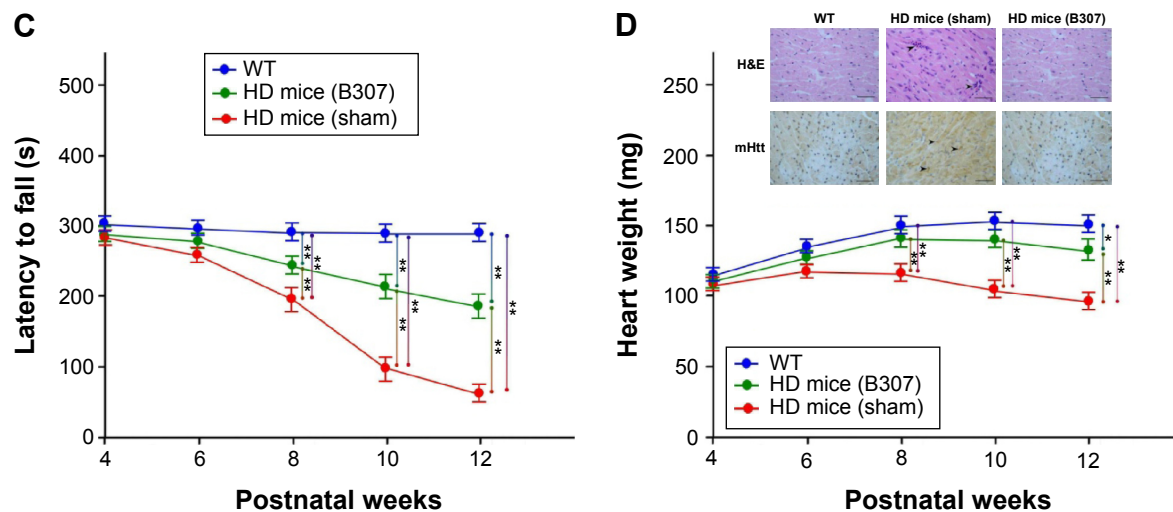 C
Latency to fall (s)
500
400
300
200
100
0
4 6 8 10 12
Postnatal weeks
WT
HD mice (B307)
HD mice (sham)
** ** **
** ** **
** ** **
D
WT HD mice (sham) HD mice (B307)
H&E
mHtt
Heart weight (mg)
250
200
150
100
50
0
4 6 8 10 12
Postnatal weeks
** ** ** ** * ** **
WT
HD mice (B307)
HD mice (sham)